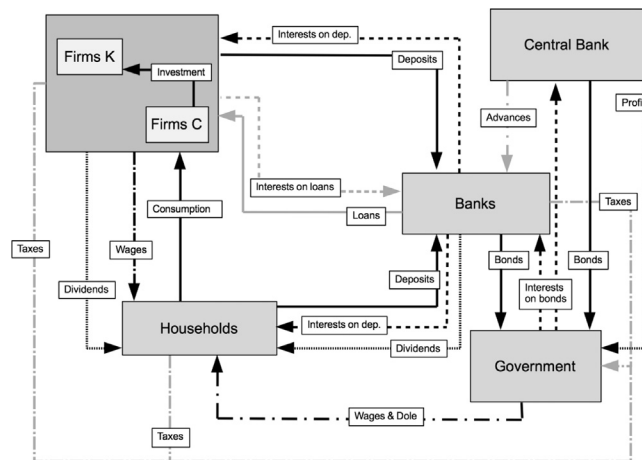 Interests on dep.
Central Bank
Firms K
Deposits
Investment
Profi
Advances
Firms C
Interests on loans
Banks
Taxes
Consumption
Loans
Taxes
Wages
Bonds
Bonds
Deposits
Dividends
Interests
on bonds
Households
Interests on dep.
Dividends
Government
Wages & Dole
Taxes